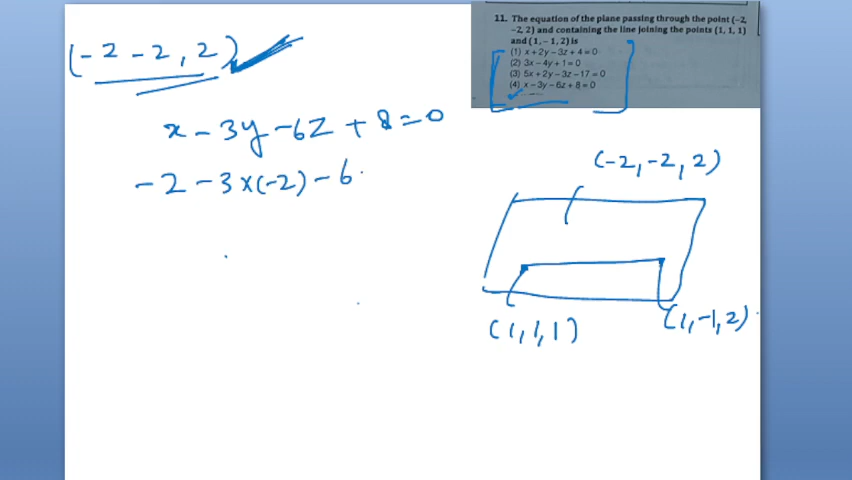 (-2 -2, 2)
x - 3y - 6z + 8 = 0
-2 - 3 x (-2) - 6
11. The equation of the plane passing through the point (-2,
-2, 2) and containing the line joining the points (1, 1, 1)
and (1, -1, 2) is
(1) x + 2y - 3z + 4 = 0
(2) 3x - 4y + 1 = 0
(3) 5x + 2y - 3z - 17 = 0
(4) x - 3y - 6z + 8 = 0
(-2, -2, 2)
(1, 1, 1)
(1, -1, 2)